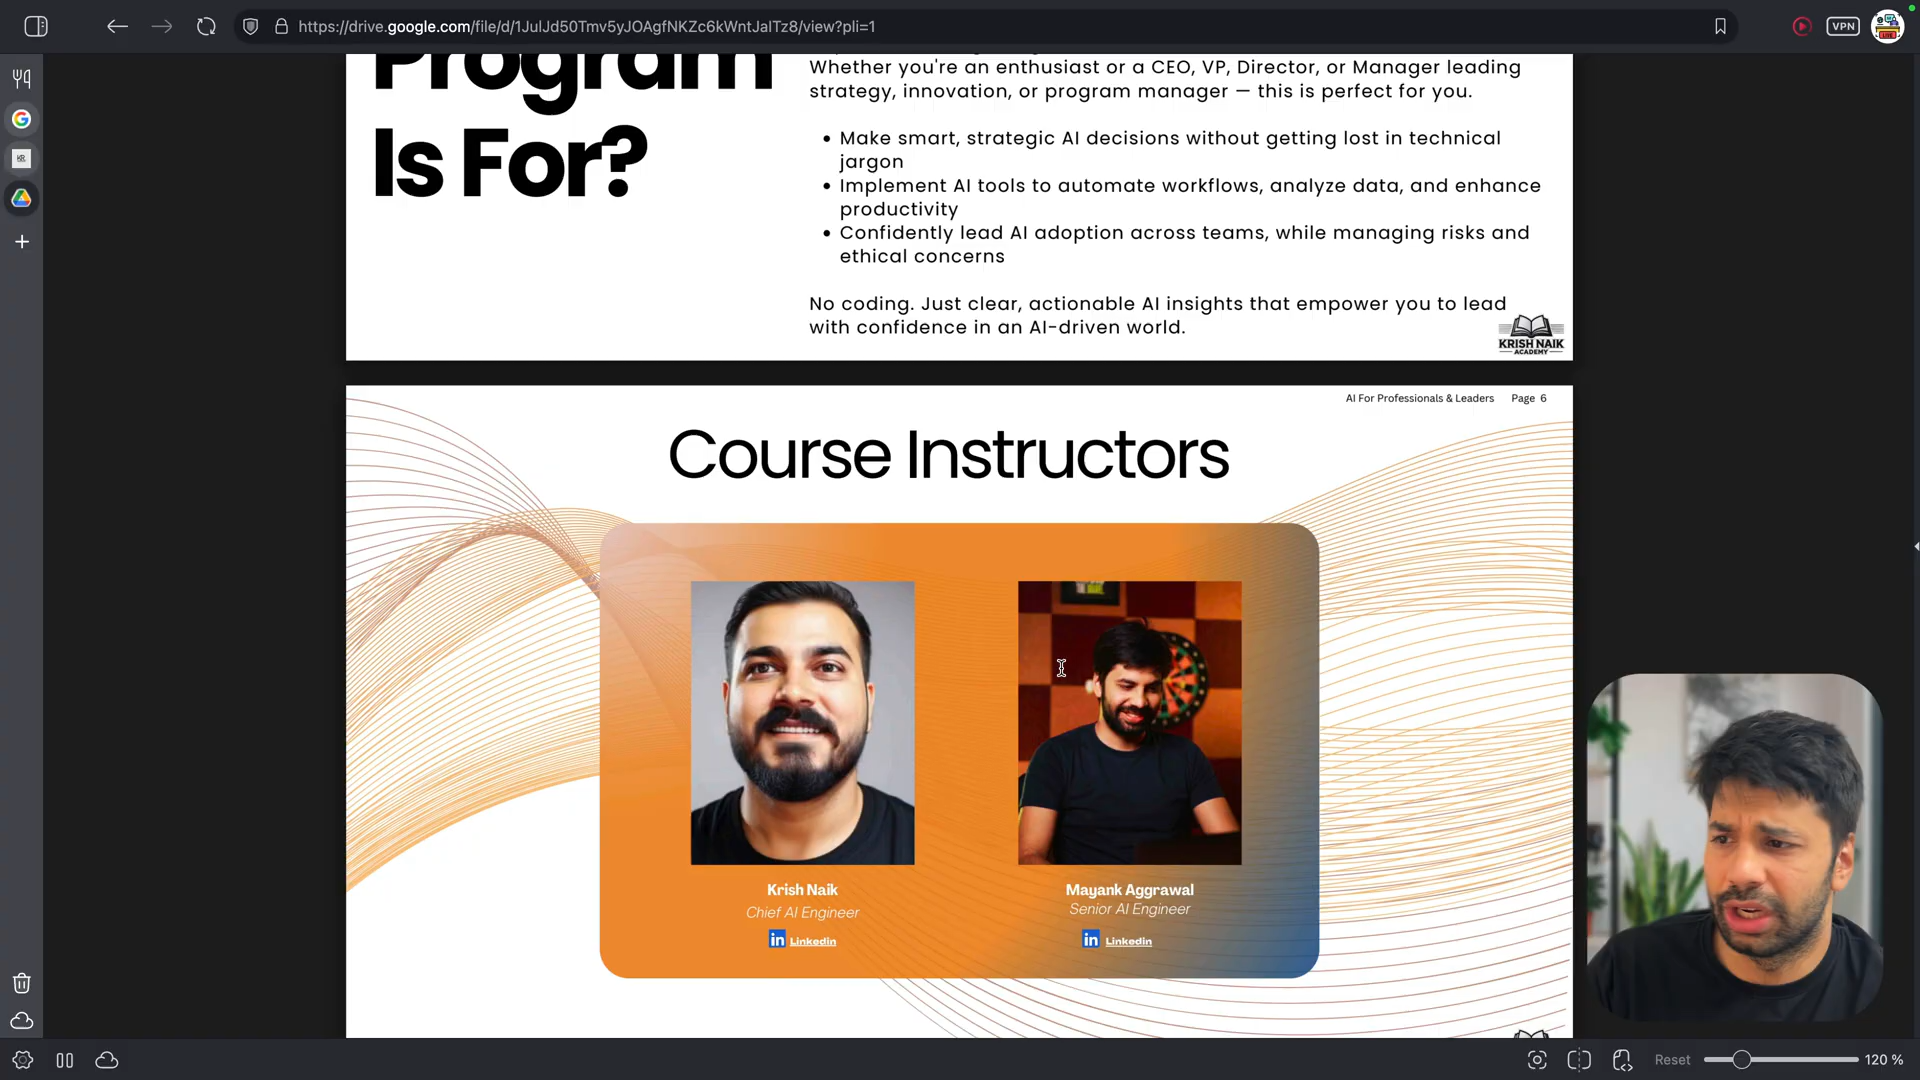 https://drive.google.com/file/d/1JulJd50Tmv5yJOAgfNKZc6kWntJaITz8/view?pli=1
VPN
LIVE
Program
Is For?
Whether you're an enthusiast or a CEO, VP, Director, or Manager leading
strategy, innovation, or program manager — this is perfect for you.
• Make smart, strategic AI decisions without getting lost in technical
jargon
• Implement AI tools to automate workflows, analyze data, and enhance
productivity
• Confidently lead AI adoption across teams, while managing risks and
ethical concerns
No coding. Just clear, actionable AI insights that empower you to lead
with confidence in an AI-driven world.
KRISH NAIK
ACADEMY
AI For Professionals & Leaders Page 6
Course Instructors
Krish Naik
Chief AI Engineer
in Linkedin
Mayank Aggrawal
Senior AI Engineer
in Linkedin
Reset 120 %